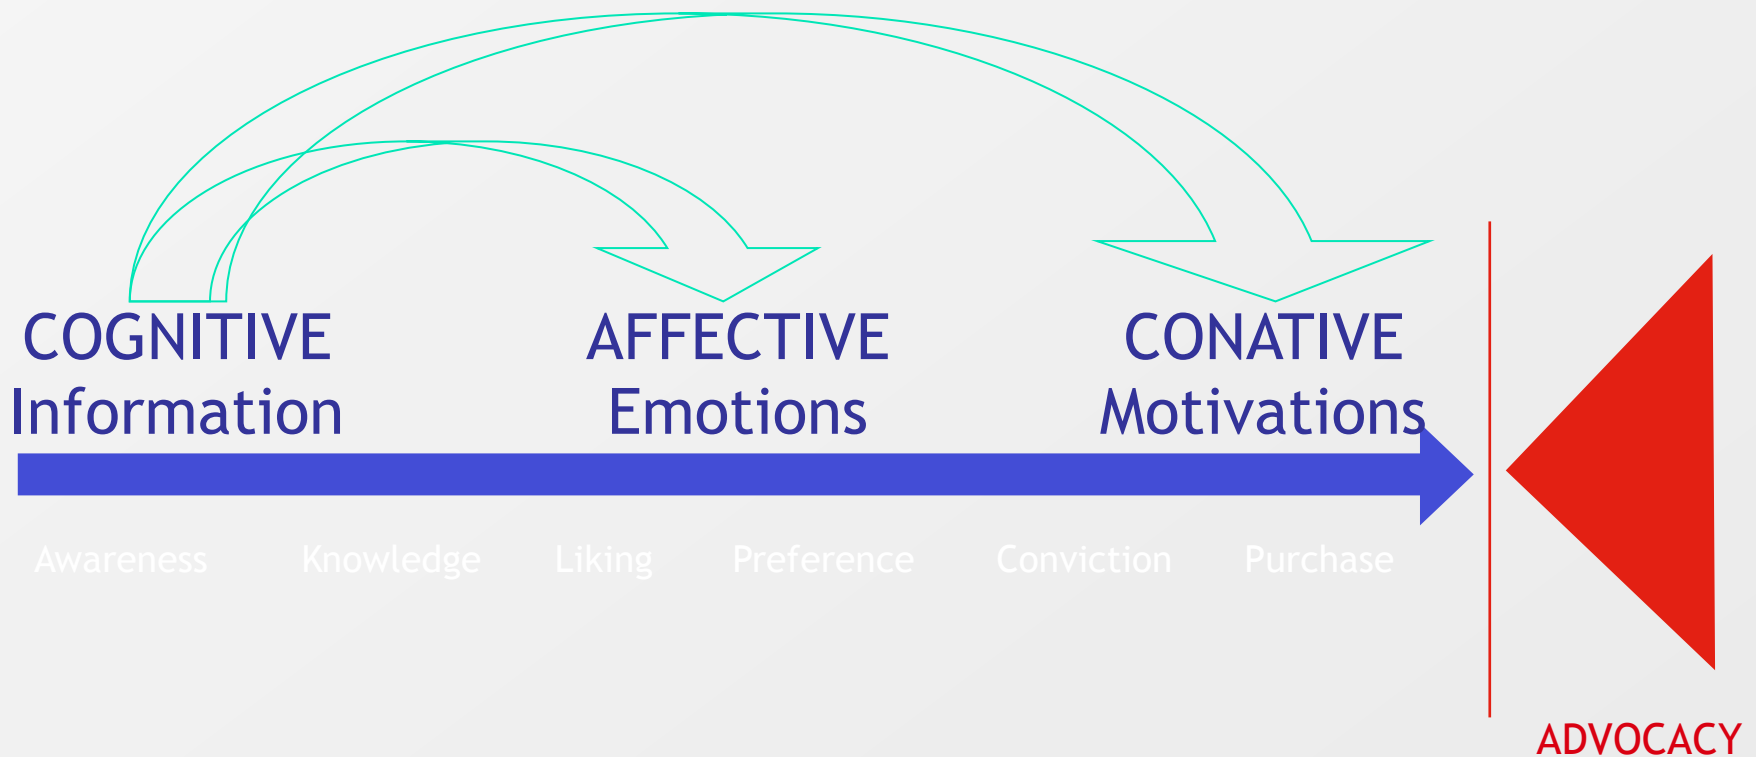 COGNITIVE AFFECTIVE CONATIVE
Information Emotions Motivations
Awareness Knowledge Liking Preference Conviction Purchase
ADVOCACY